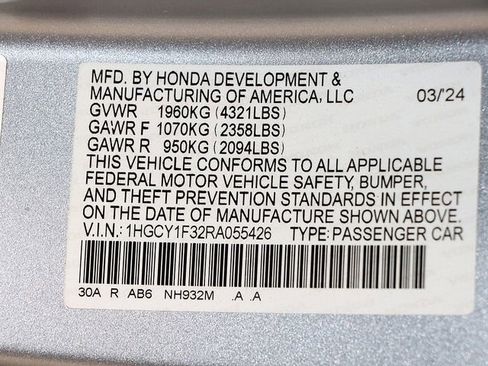 MFD. BY HONDA DEVELOPMENT &
MANUFACTURING OF AMERICA, LLC 03/24
GVWR 1960KG (4321LBS)
GAWR F 1070KG (2358LBS)
GAWR R 950KG (2094LBS)
THIS VEHICLE CONFORMS TO ALL APPLICABLE
FEDERAL MOTOR VEHICLE SAFETY, BUMPER,
AND THEFT PREVENTION STANDARDS IN EFFECT
ON THE DATE OF MANUFACTURE SHOWN ABOVE.
V.I.N.: 1HGCY1F32RA055426 TYPE: PASSENGER CAR
30A R AB6 NH932M .A .A